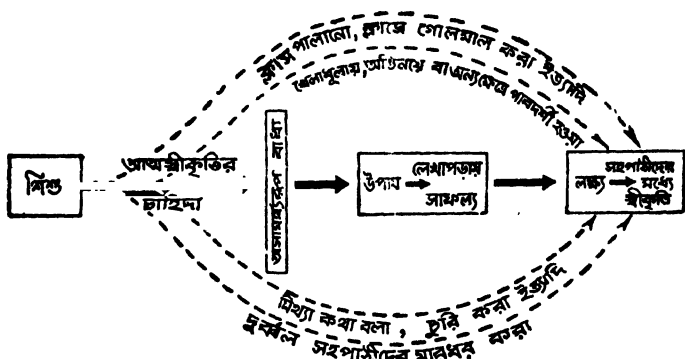 ক্লাস পালানো, ক্লাসে গোলমাল করা ইত্যাদি
খেলাধূলায়, অভিনয়ে বা অন্যক্ষেত্রে পারদর্শী হওয়া
শিশু
আত্মস্বীকৃতির
চাহিদা
অসামর্থ্যরূপ বাধা
উপায় → লেখাপড়ায়
সাফল্য
লক্ষ্য → সহপাঠীদের
মধ্যে
স্বীকৃতি
মিথ্যা কথা বলা, চুরি করা ইত্যাদি
দুর্বল সহপাঠীদের মারধর করা